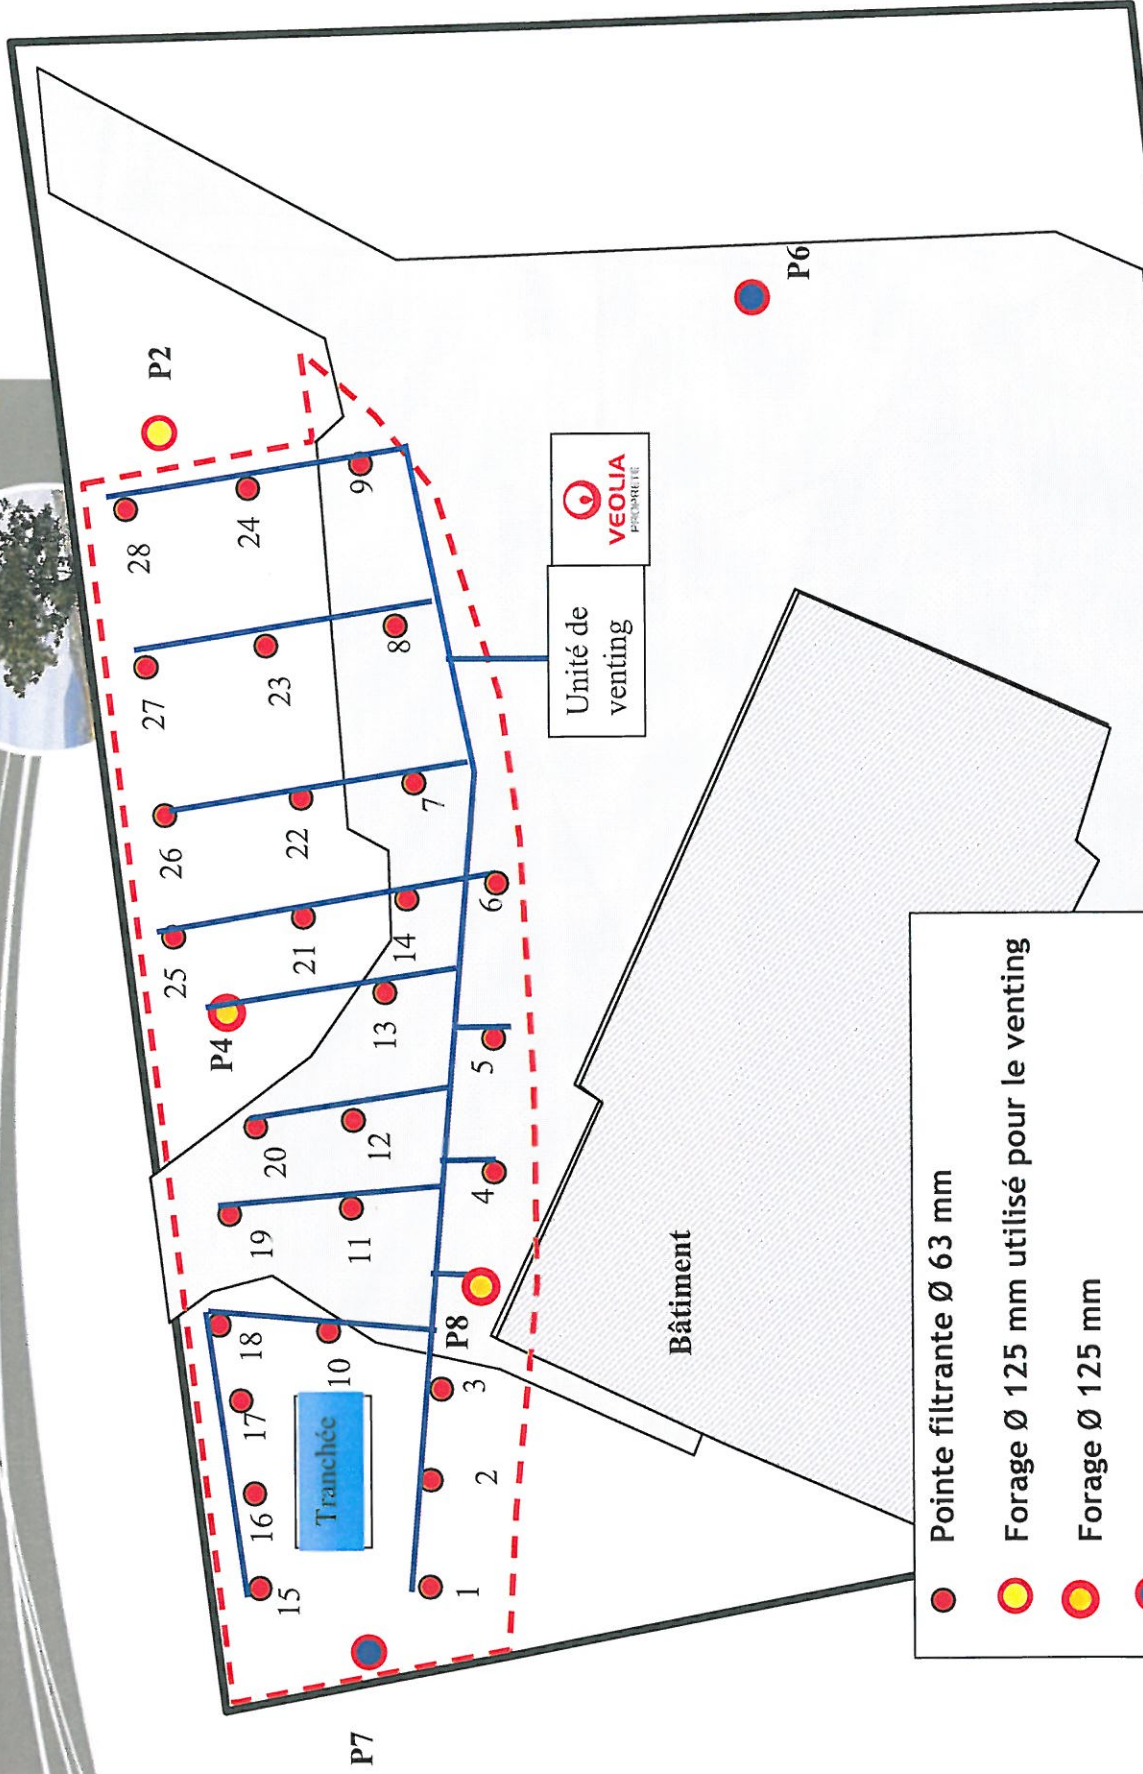 P2
28
24
9
27
23
8
26
22
7
25
21
14
6
P4
13
5
20
12
4
19
11
P8
18
10
17
3
16
2
15
1
Tranchée
P7
P6
Unité de
venting
VEOLIA
PROPRETÉ
Bâtiment
Pointe filtrante Ø 63 mm
Forage Ø 125 mm utilisé pour le venting
Forage Ø 125 mm